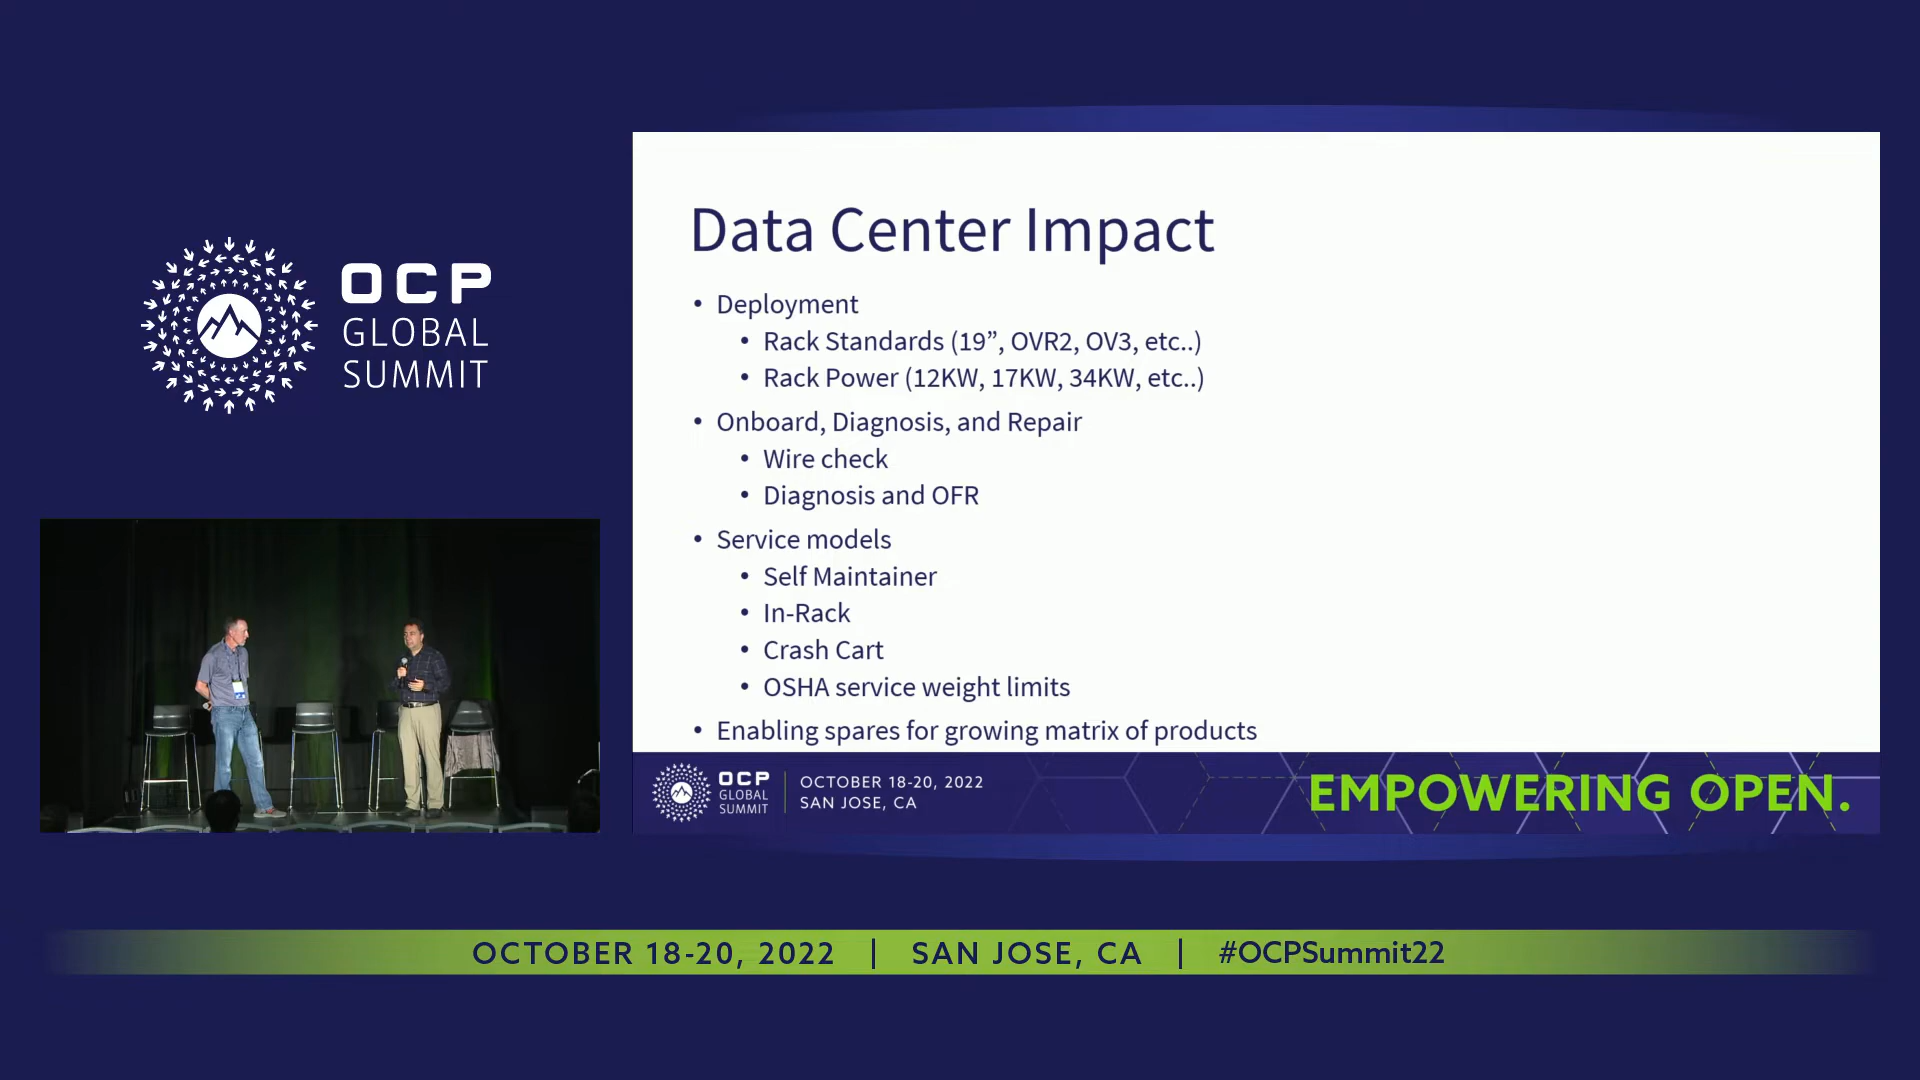 OCP
GLOBAL
SUMMIT
Data Center Impact
• Deployment
• Rack Standards (19”, OVR2, OV3, etc..)
• Rack Power (12KW, 17KW, 34KW, etc..)
• Onboard, Diagnosis, and Repair
• Wire check
• Diagnosis and OFR
• Service models
• Self Maintainer
• In-Rack
• Crash Cart
• OSHA service weight limits
• Enabling spares for growing matrix of products
OCP
GLOBAL
SUMMIT
OCTOBER 18-20, 2022
SAN JOSE, CA
EMPOWERING OPEN.
OCTOBER 18-20, 2022 | SAN JOSE, CA | #OCPSummit22